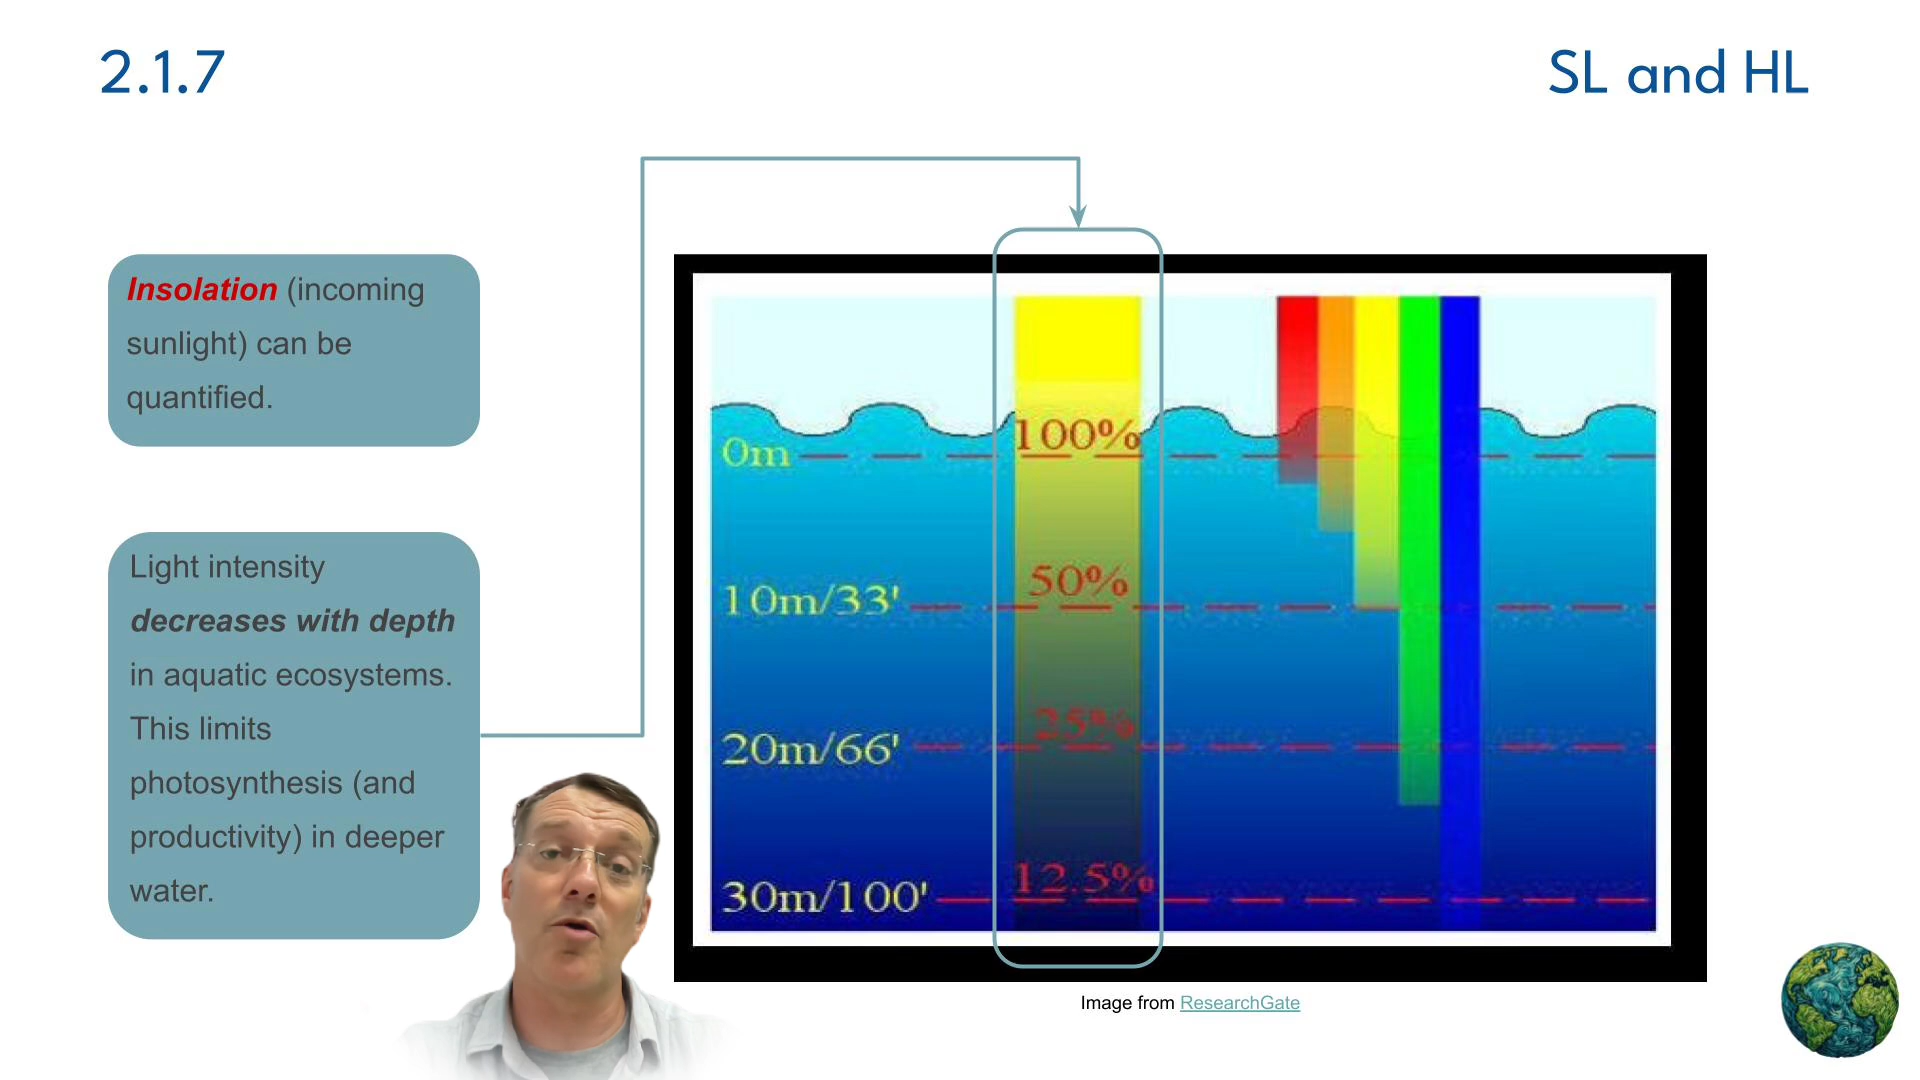 2.1.7
SL and HL
Insolation (incoming
sunlight) can be
quantified.
Light intensity
decreases with depth
in aquatic ecosystems.
This limits
photosynthesis (and
productivity) in deeper
water.
0m
100%
10m/33'
50%
20m/66'
25%
30m/100'
12.5%
Image from ResearchGate